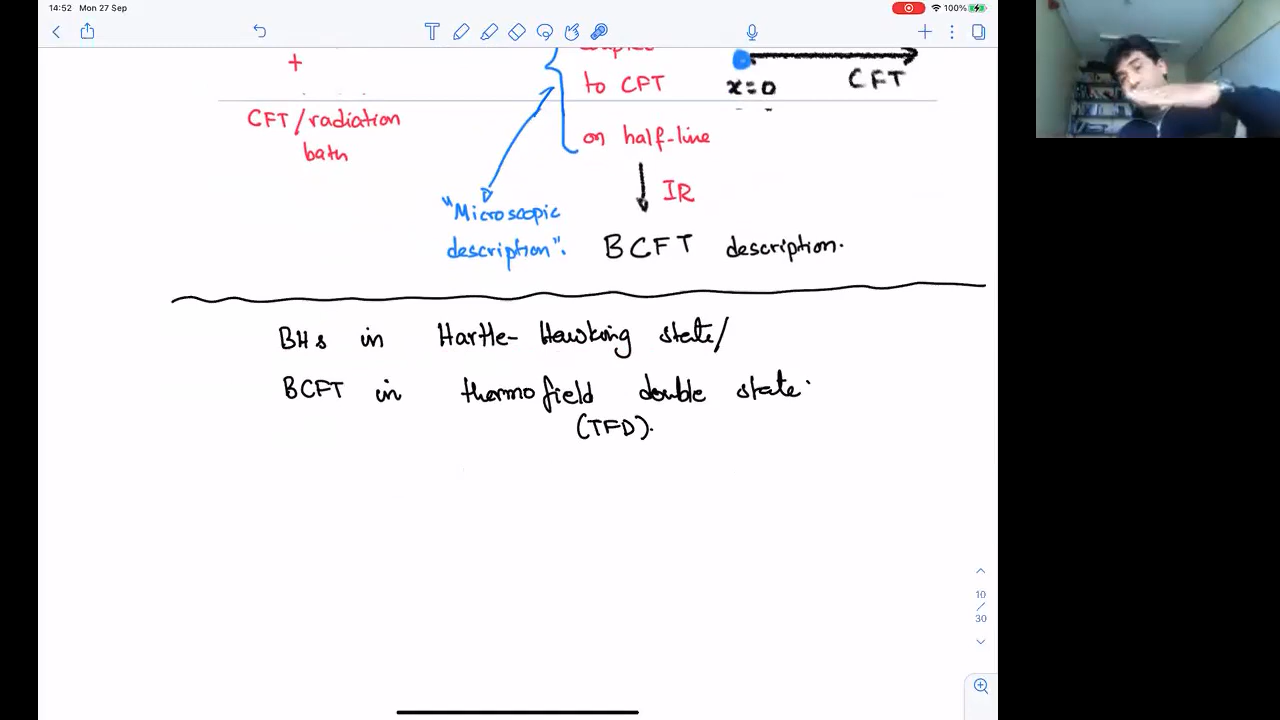 14:52 Mon 27 Sep
100%
T
+
to CFT
x=0
CFT
CFT/radiation
bath
on half-line
IR
"Microscopic
description".
BCFT description.
BHs in Hartle-Hawking state/
BCFT in thermofield double state.
(TFD).
10
/
30